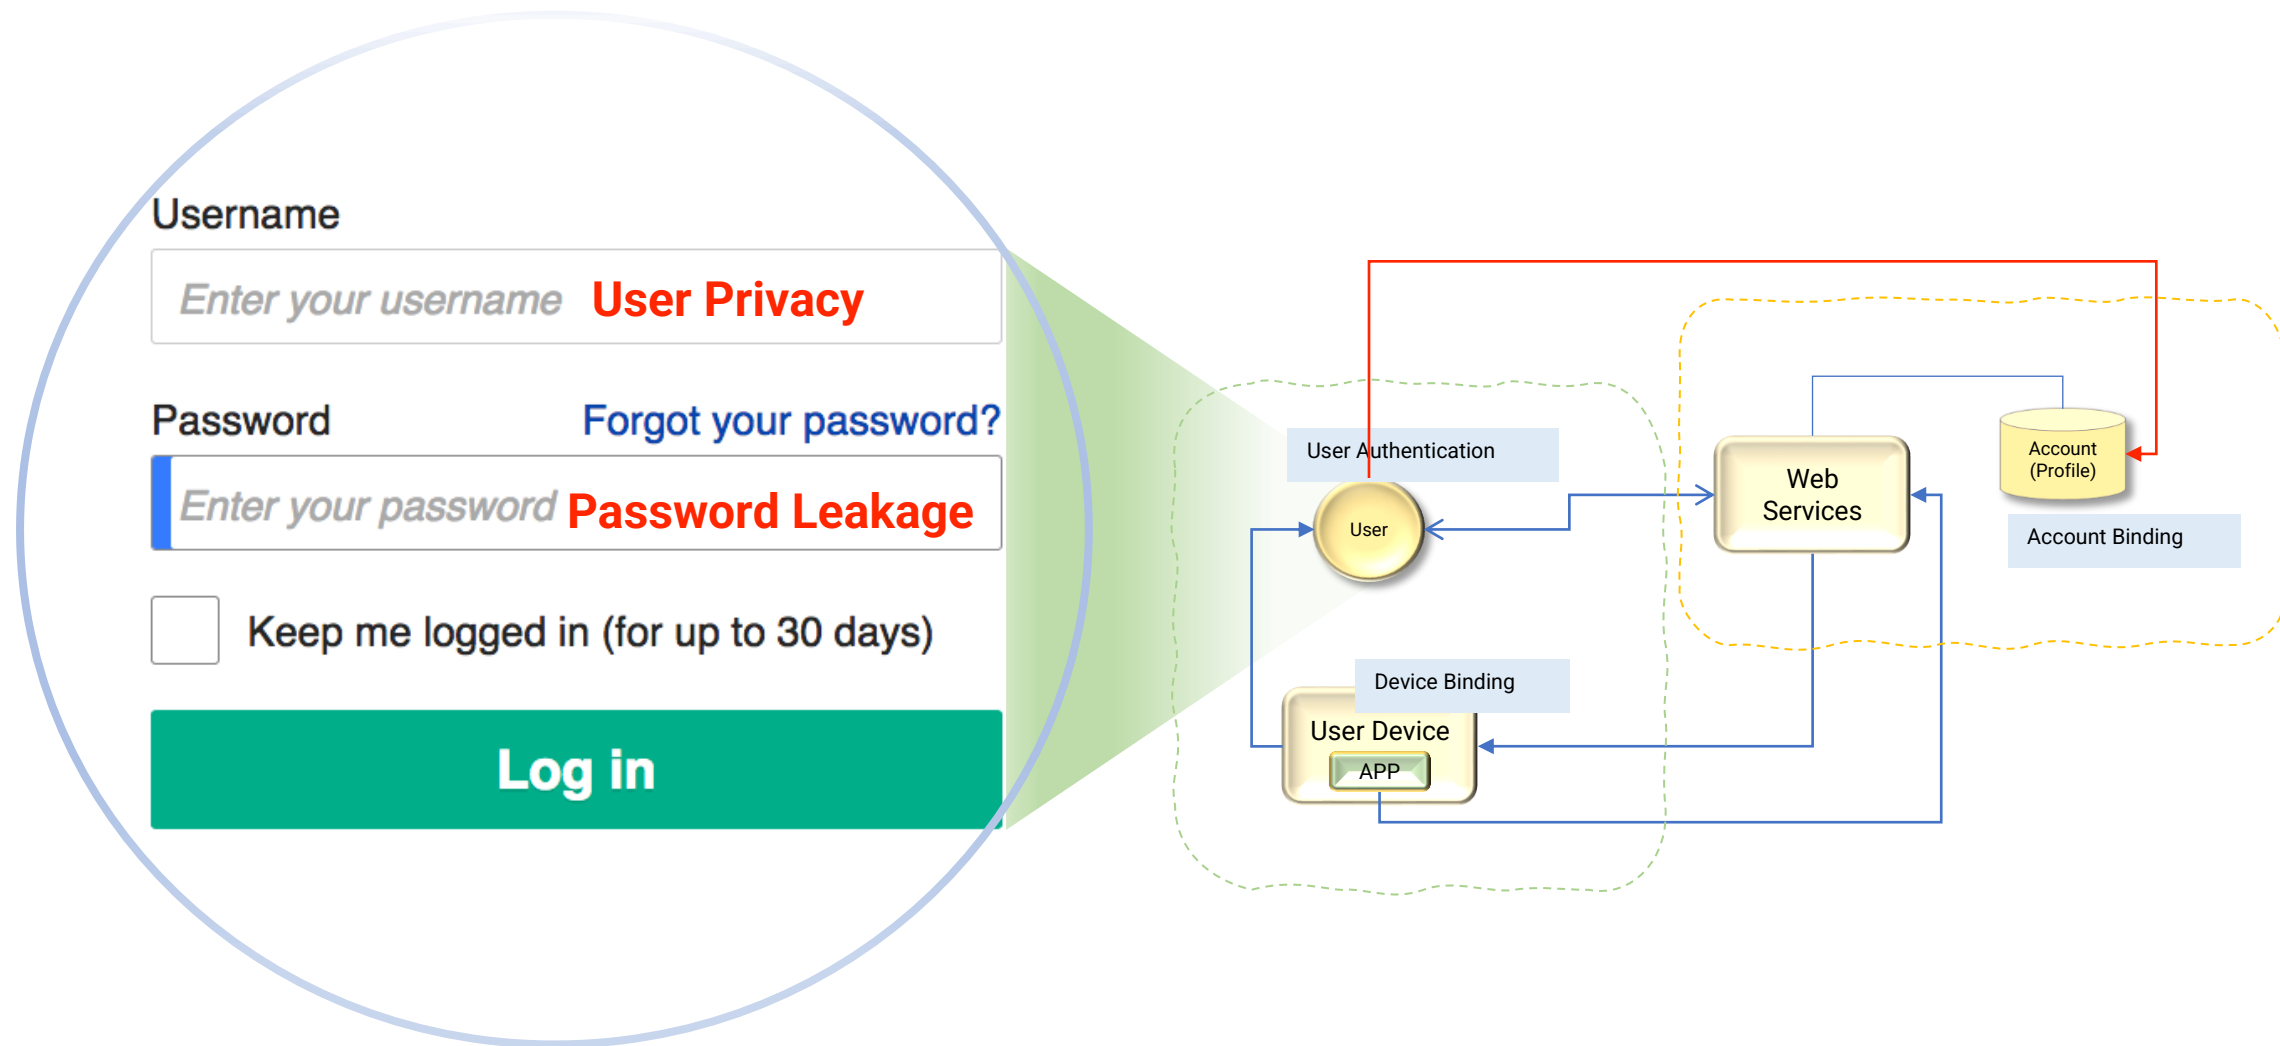 Username
Enter your username User Privacy
Password Forgot your password?
Enter your password Password Leakage
Keep me logged in (for up to 30 days)
Log in
User Authentication
User
Device Binding
User Device
APP
Web
Services
Account
(Profile)
Account Binding